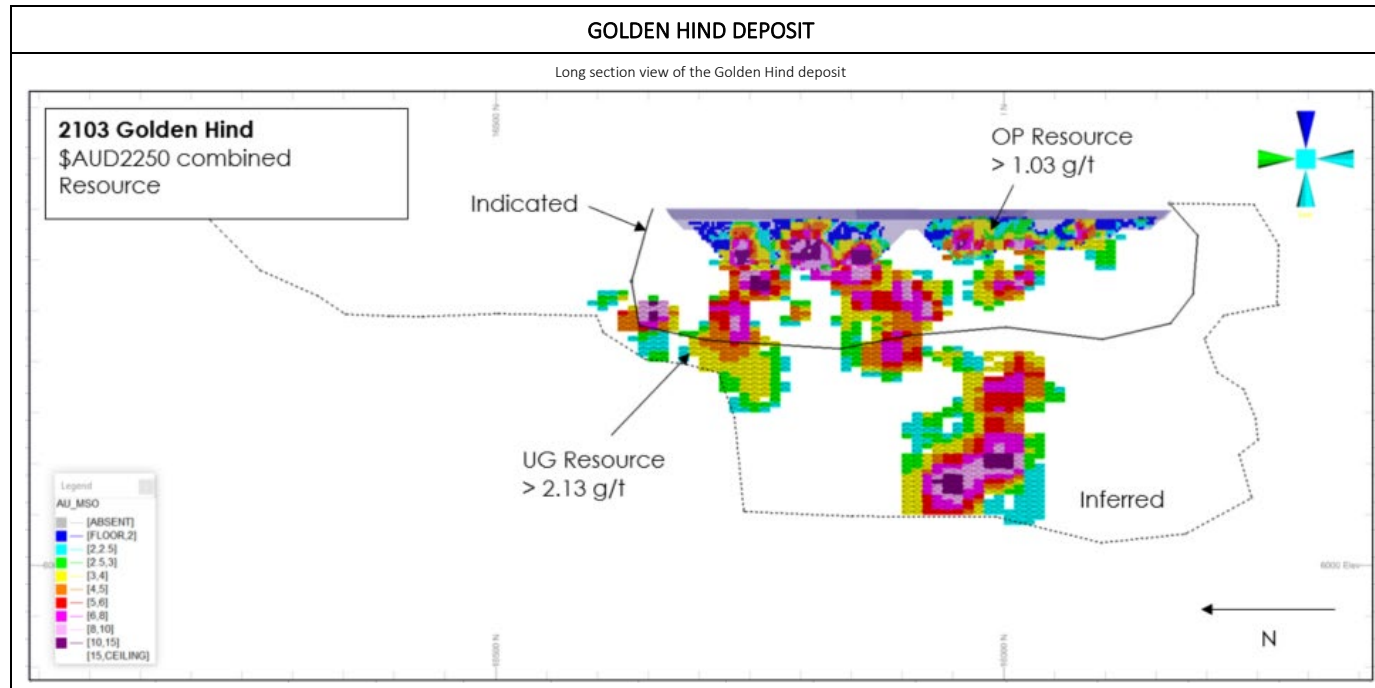 GOLDEN HIND DEPOSIT
Long section view of the Golden Hind deposit
2103 Golden Hind
$AUD2250 combined
Resource
Indicated
OP Resource
> 1.03 g/t
UG Resource
> 2.13 g/t
Inferred
Legend
AU_MSO
[ABSENT]
[FLOOR,2]
[2,2.5]
[2.5,3]
[3,4]
[4,5]
[5,6]
[6,8]
[8,10]
[10,15]
[15,CEILING]
6000 Elev
N